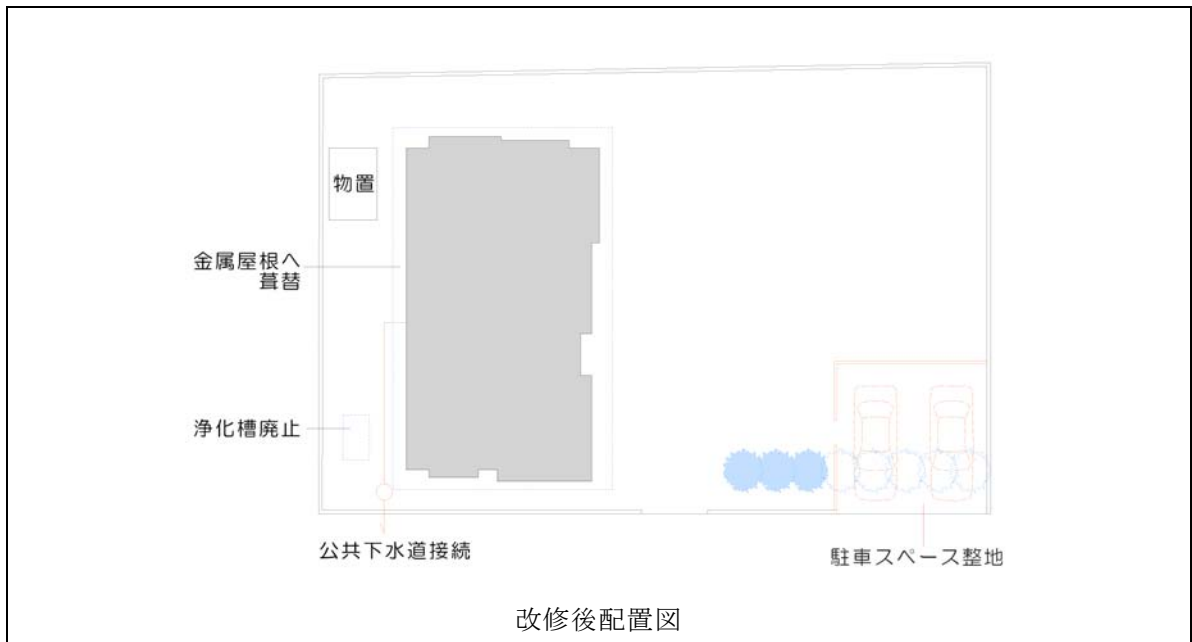 物置
金属屋根へ
葺替
浄化槽廃止
公共下水道接続
駐車スペース整地
改修後配置図